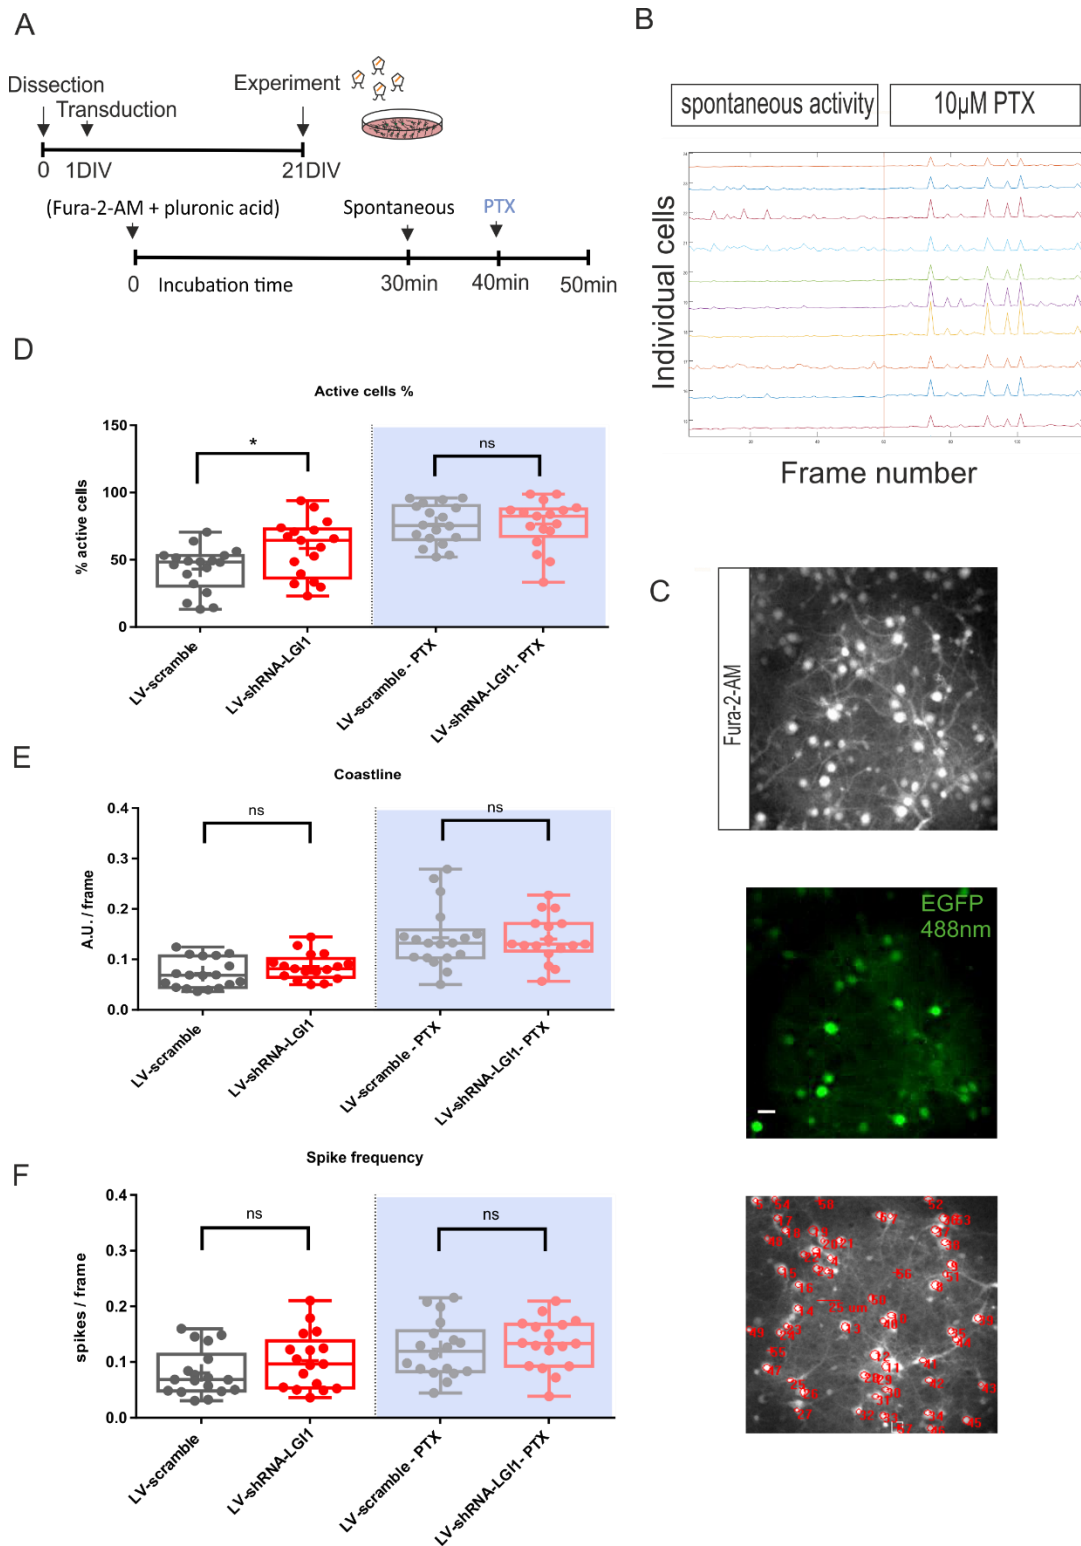 A
Dissection
Transduction
Experiment
0
1DIV
21DIV
(Fura-2-AM + pluronic acid)
Spontaneous
PTX
0
Incubation time
30min
40min
50min
B
spontaneous activity
10µM PTX
Individual cells
Frame number
C
Fura-2-AM
EGFP
488nm
25 um
D
Active cells %
% active cells
150
100
50
0
*
ns
LV-scramble
LV-shRNA-LGI1
LV-scramble - PTX
LV-shRNA-LGI1- PTX
E
Coastline
A.U. / frame
0.4
0.3
0.2
0.1
0.0
ns
ns
LV-scramble
LV-shRNA-LGI1
LV-scramble - PTX
LV-shRNA-LGI1- PTX
F
Spike frequency
spikes / frame
0.4
0.3
0.2
0.1
0.0
ns
ns
LV-scramble
LV-shRNA-LGI1
LV-scramble - PTX
LV-shRNA-LGI1- PTX